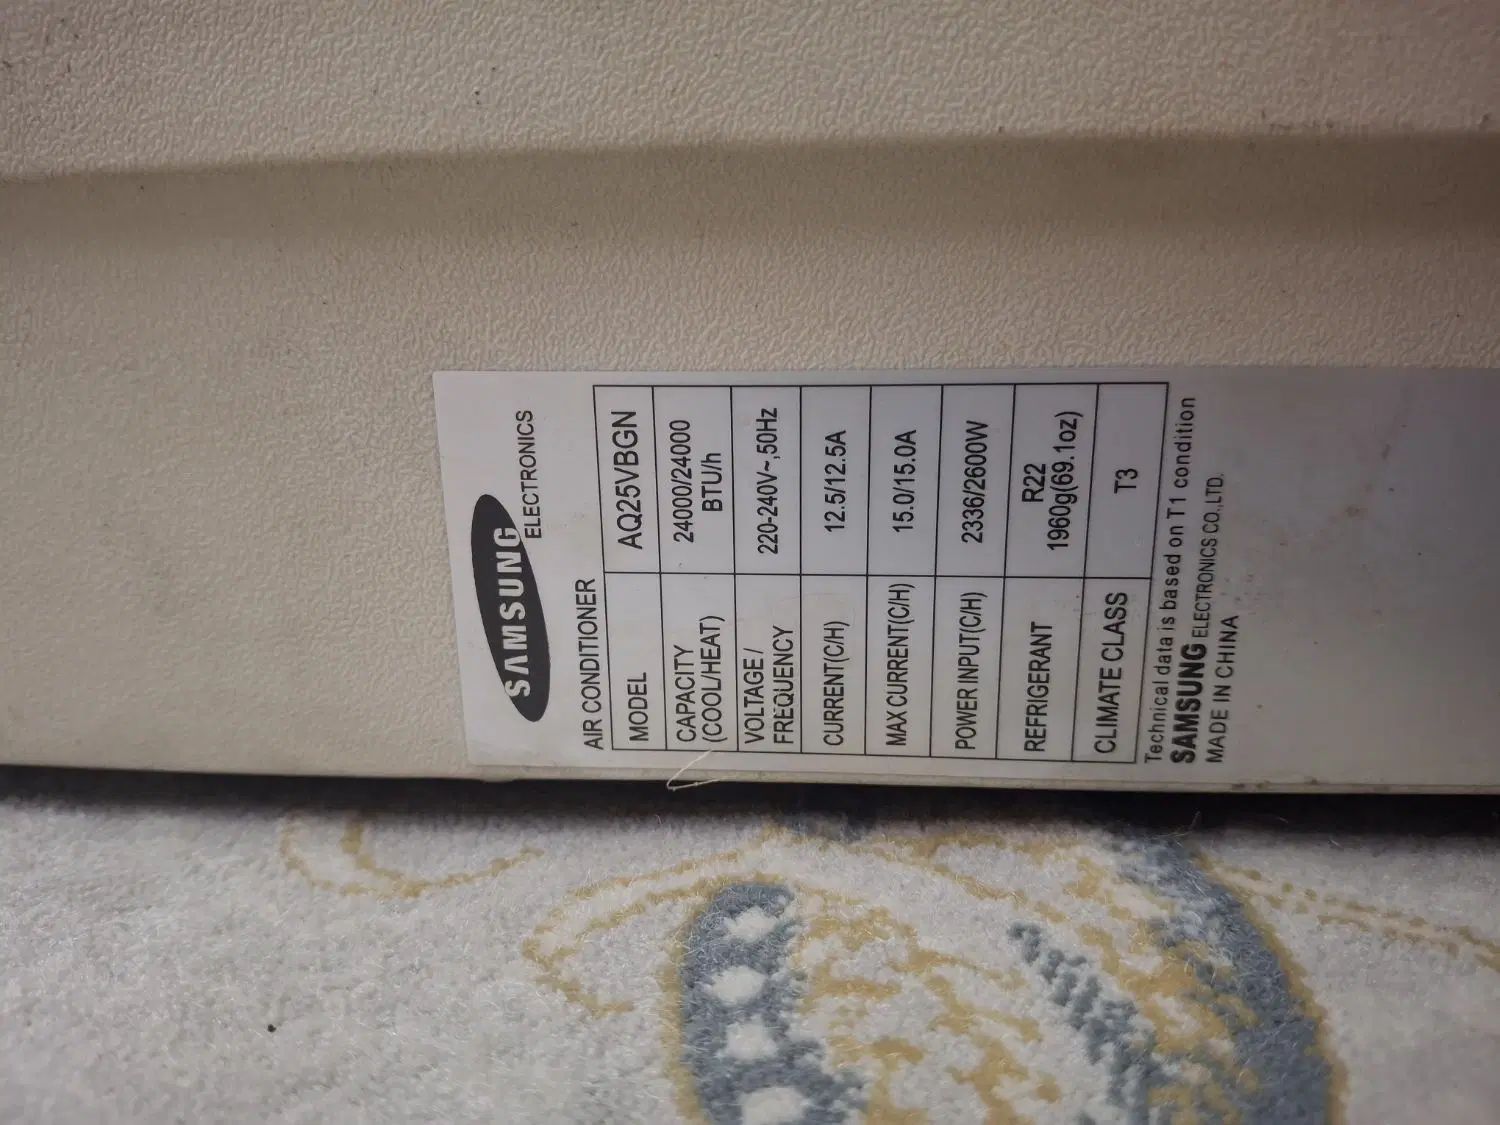 SAMSUNG
ELECTRONICS
AIR CONDITIONER
MODEL AQ25VBGN
CAPACITY (COOL/HEAT) 24000/24000 BTU/h
VOLTAGE / FREQUENCY 220-240V~,50Hz
CURRENT(C/H) 12.5/12.5A
MAX CURRENT(C/H) 15.0/15.0A
POWER INPUT(C/H) 2336/2600W
REFRIGERANT R22 1960g(69.1oz)
CLIMATE CLASS T3
Technical data is based on T1 condition
SAMSUNG ELECTRONICS CO.,LTD.
MADE IN CHINA